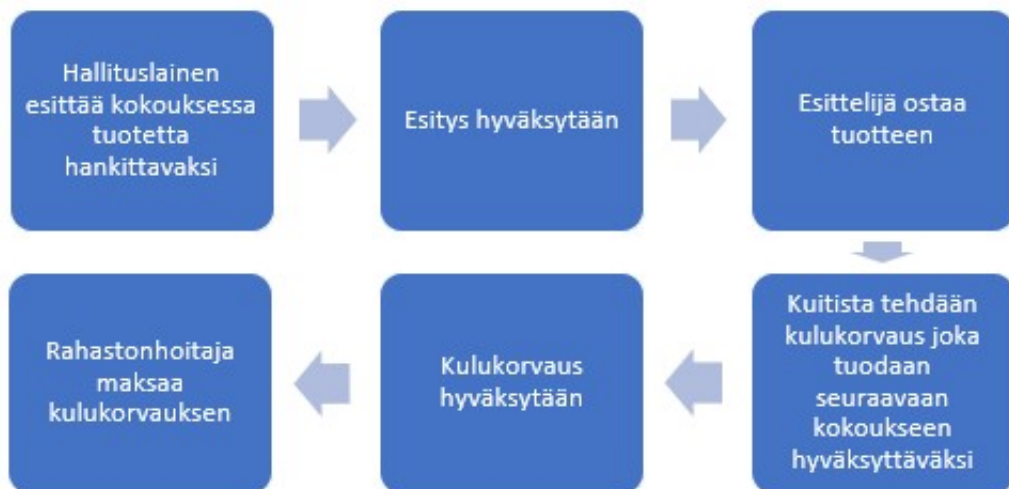 Hallituslainen
esittää kokouksessa
tuotetta
hankittavaksi
Esitys hyväksytään
Esittelijä ostaa
tuotteen
Kuitista tehdään
kulukorvaus joka
tuodaan
seuraavaan
kokoukseen
hyväksyttäväksi
Kulukorvaus
hyväksytään
Rahastonhoitaja
maksaa
kulukorvauksen